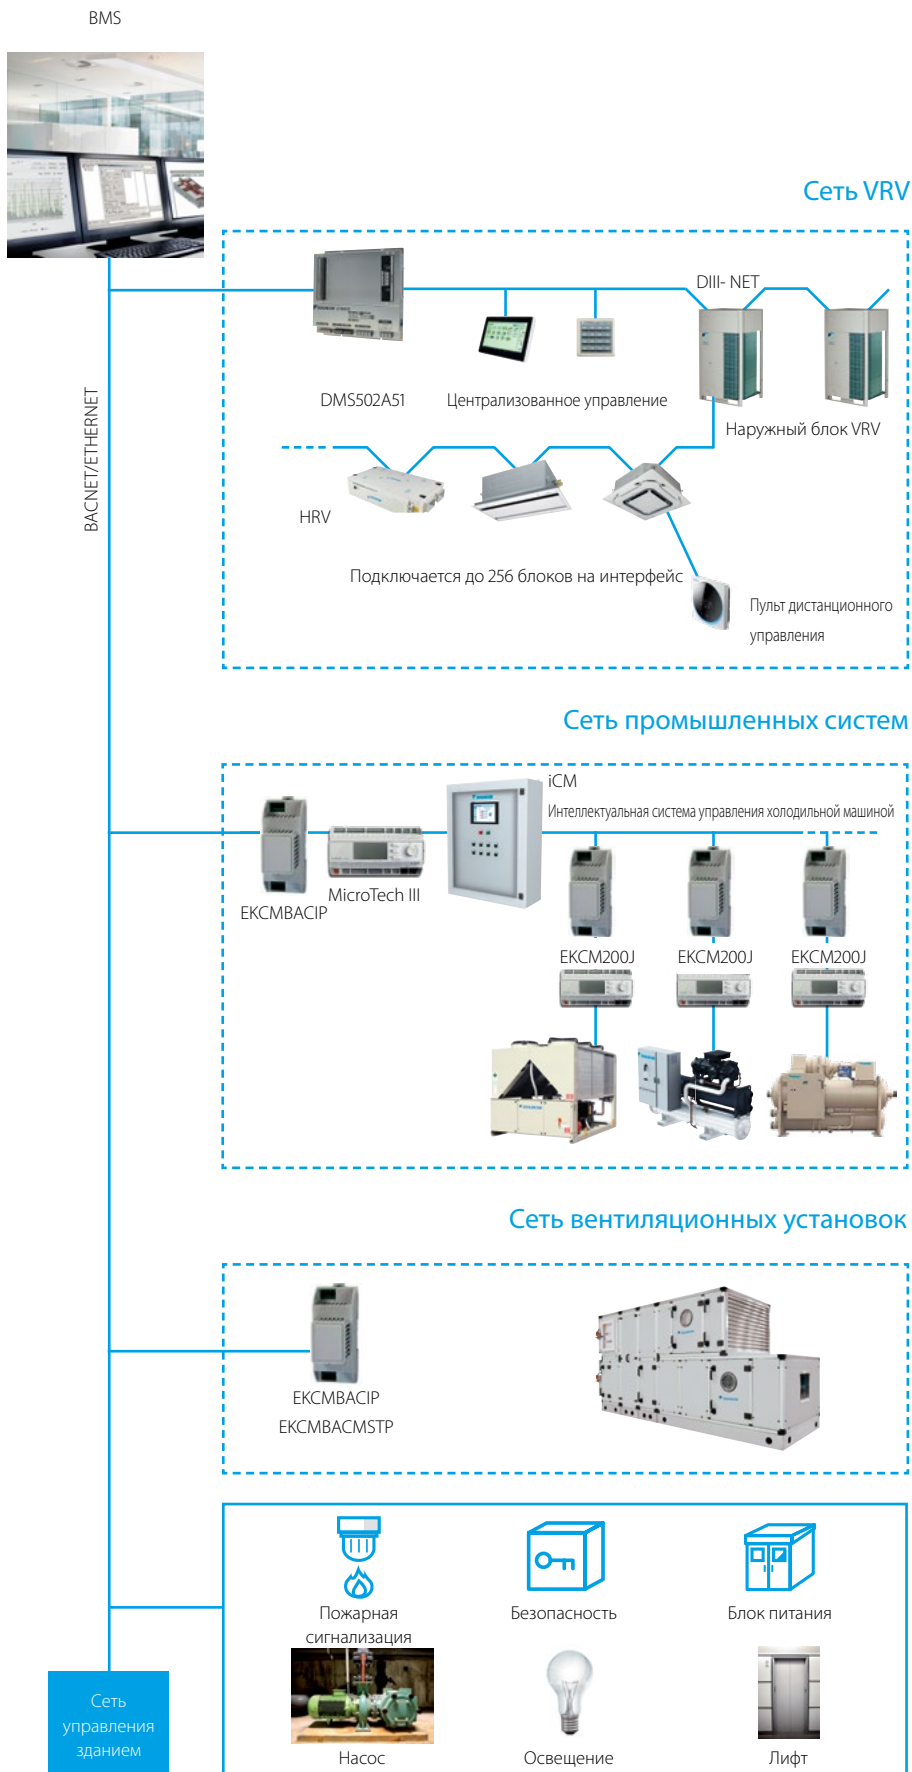 BMS
Сеть VRV
DIII- NET
DMS502A51
Централизованное управление
Наружный блок VRV
BACNET/ETHERNET
HRV
Подключается до 256 блоков на интерфейс
Пульт дистанционного
управления
Сеть промышленных систем
iCM
Интеллектуальная система управления холодильной машиной
MicroTech III
EKCMBACIP
EKCM200J
EKCM200J
EKCM200J
Сеть вентиляционных установок
EKCMBACIP
EKCMBACMSTP
Пожарная
сигнализация
Безопасность
Блок питания
Сеть
управления
зданием
Насос
Освещение
Лифт